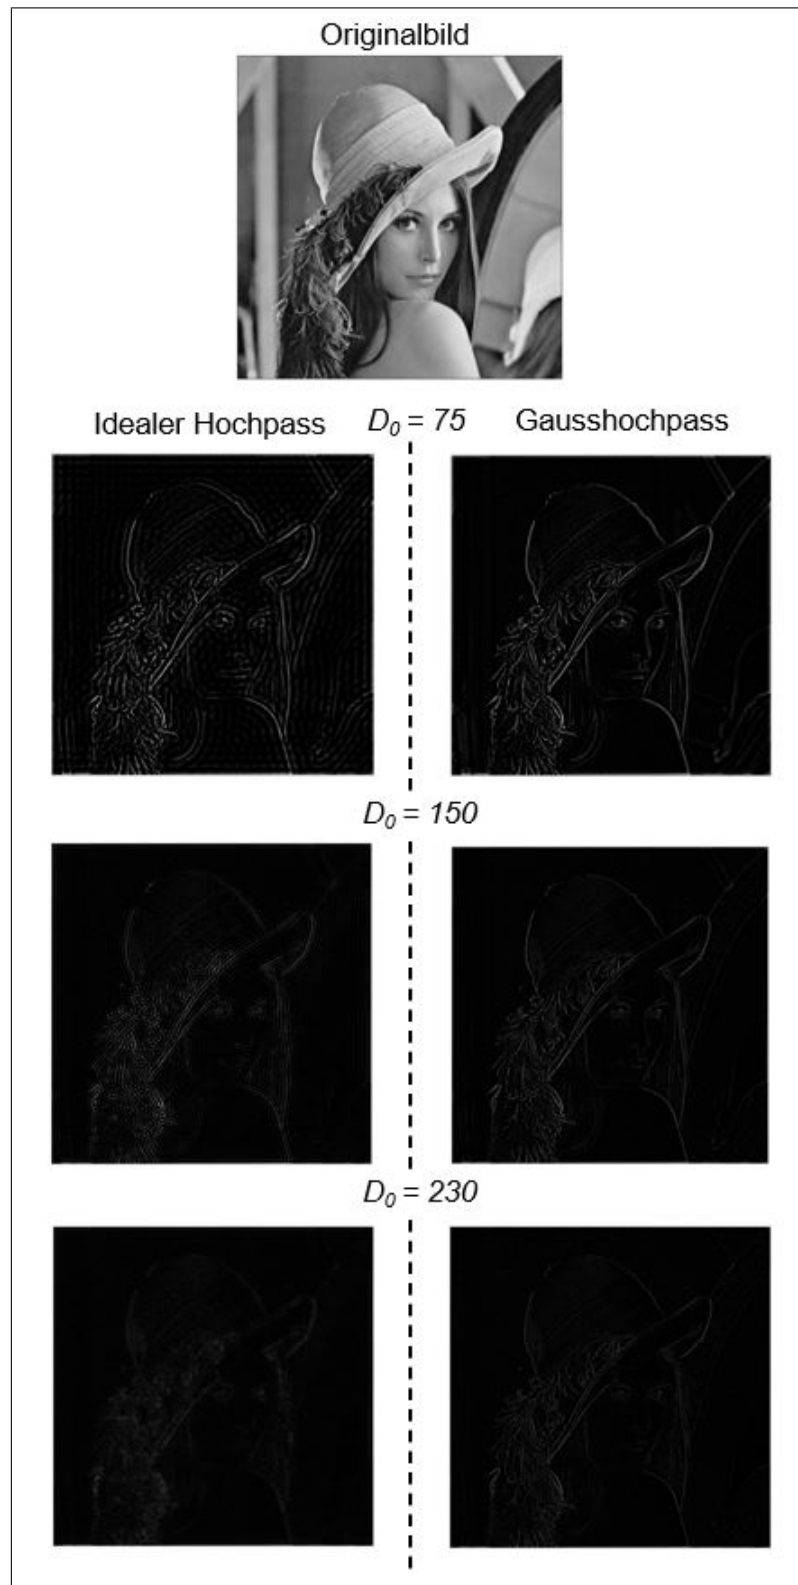 Originalbild
Idealer Hochpass D₀ = 75 Gausshochpass
D₀ = 150
D₀ = 230